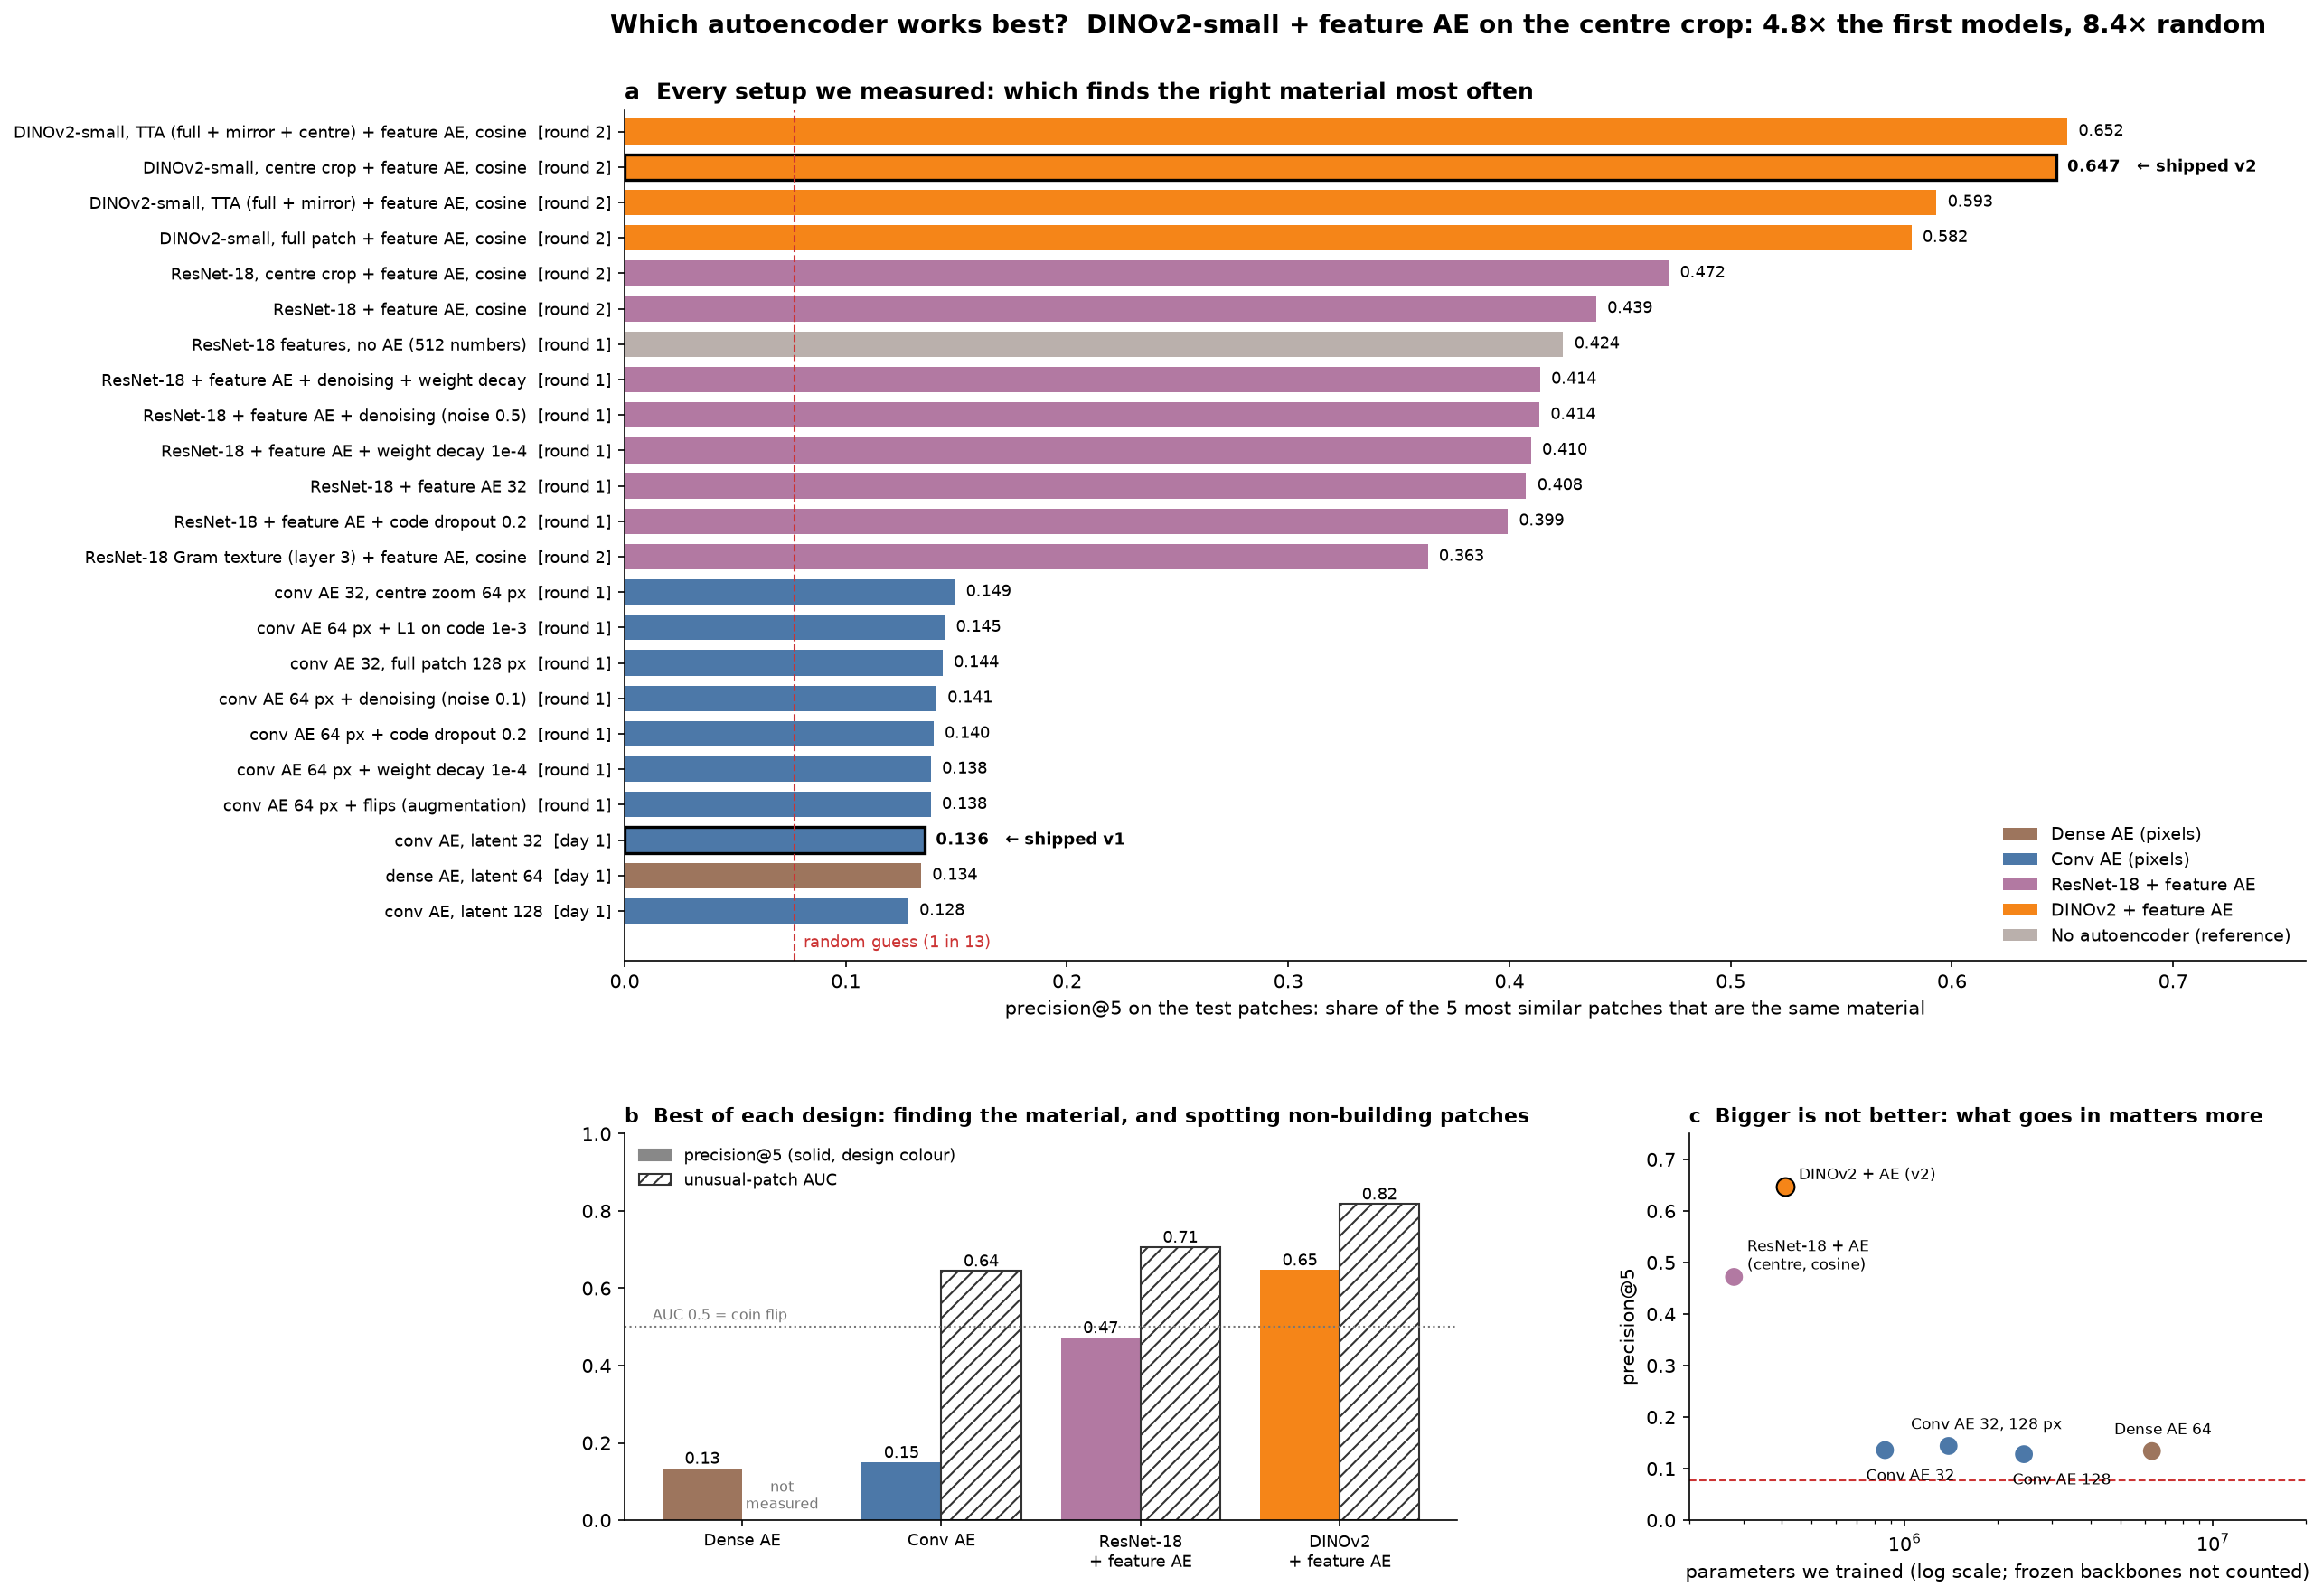 Which autoencoder works best?  DINOv2-small + feature AE on the centre crop: 4.8× the first models, 8.4× random
a  Every setup we measured: which finds the right material most often
DINOv2-small, TTA (full + mirror + centre) + feature AE, cosine  [round 2]  0.652
DINOv2-small, centre crop + feature AE, cosine  [round 2]  0.647  ← shipped v2
DINOv2-small, TTA (full + mirror) + feature AE, cosine  [round 2]  0.593
DINOv2-small, full patch + feature AE, cosine  [round 2]  0.582
ResNet-18, centre crop + feature AE, cosine  [round 2]  0.472
ResNet-18 + feature AE, cosine  [round 2]  0.439
ResNet-18 features, no AE (512 numbers)  [round 1]  0.424
ResNet-18 + feature AE + denoising + weight decay  [round 1]  0.414
ResNet-18 + feature AE + denoising (noise 0.5)  [round 1]  0.414
ResNet-18 + feature AE + weight decay 1e-4  [round 1]  0.410
ResNet-18 + feature AE 32  [round 1]  0.408
ResNet-18 + feature AE + code dropout 0.2  [round 1]  0.399
ResNet-18 Gram texture (layer 3) + feature AE, cosine  [round 2]  0.363
conv AE 32, centre zoom 64 px  [round 1]  0.149
conv AE 64 px + L1 on code 1e-3  [round 1]  0.145
conv AE 32, full patch 128 px  [round 1]  0.144
conv AE 64 px + denoising (noise 0.1)  [round 1]  0.141
conv AE 64 px + code dropout 0.2  [round 1]  0.140
conv AE 64 px + weight decay 1e-4  [round 1]  0.138
conv AE 64 px + flips (augmentation)  [round 1]  0.138
conv AE, latent 32  [day 1]  0.136  ← shipped v1
dense AE, latent 64  [day 1]  0.134
conv AE, latent 128  [day 1]  0.128
random guess (1 in 13)
Dense AE (pixels)
Conv AE (pixels)
ResNet-18 + feature AE
DINOv2 + feature AE
No autoencoder (reference)
0.0 0.1 0.2 0.3 0.4 0.5 0.6 0.7
precision@5 on the test patches: share of the 5 most similar patches that are the same material
b  Best of each design: finding the material, and spotting non-building patches
precision@5 (solid, design colour)
unusual-patch AUC
1.0
0.8
0.6
0.4
0.2
0.0
AUC 0.5 = coin flip
0.13
not
measured
0.15
0.64
0.47
0.71
0.65
0.82
Dense AE
Conv AE
ResNet-18
+ feature AE
DINOv2
+ feature AE
c  Bigger is not better: what goes in matters more
precision@5
0.7
0.6
0.5
0.4
0.3
0.2
0.1
0.0
DINOv2 + AE (v2)
ResNet-18 + AE
(centre, cosine)
Conv AE 32, 128 px
Dense AE 64
Conv AE 32
Conv AE 128
10⁶ 10⁷
parameters we trained (log scale; frozen backbones not counted)